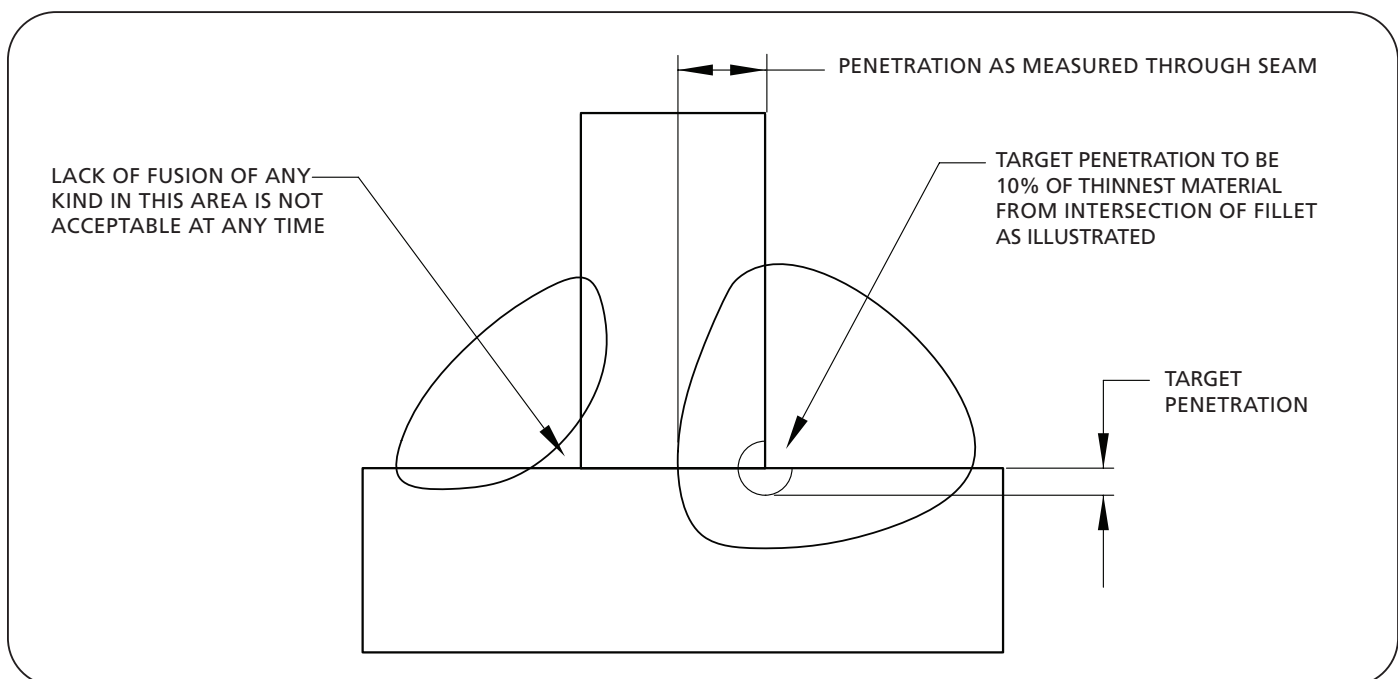 PENETRATION AS MEASURED THROUGH SEAM
LACK OF FUSION OF ANY
KIND IN THIS AREA IS NOT
ACCEPTABLE AT ANY TIME
TARGET PENETRATION TO BE
10% OF THINNEST MATERIAL
FROM INTERSECTION OF FILLET
AS ILLUSTRATED
TARGET
PENETRATION